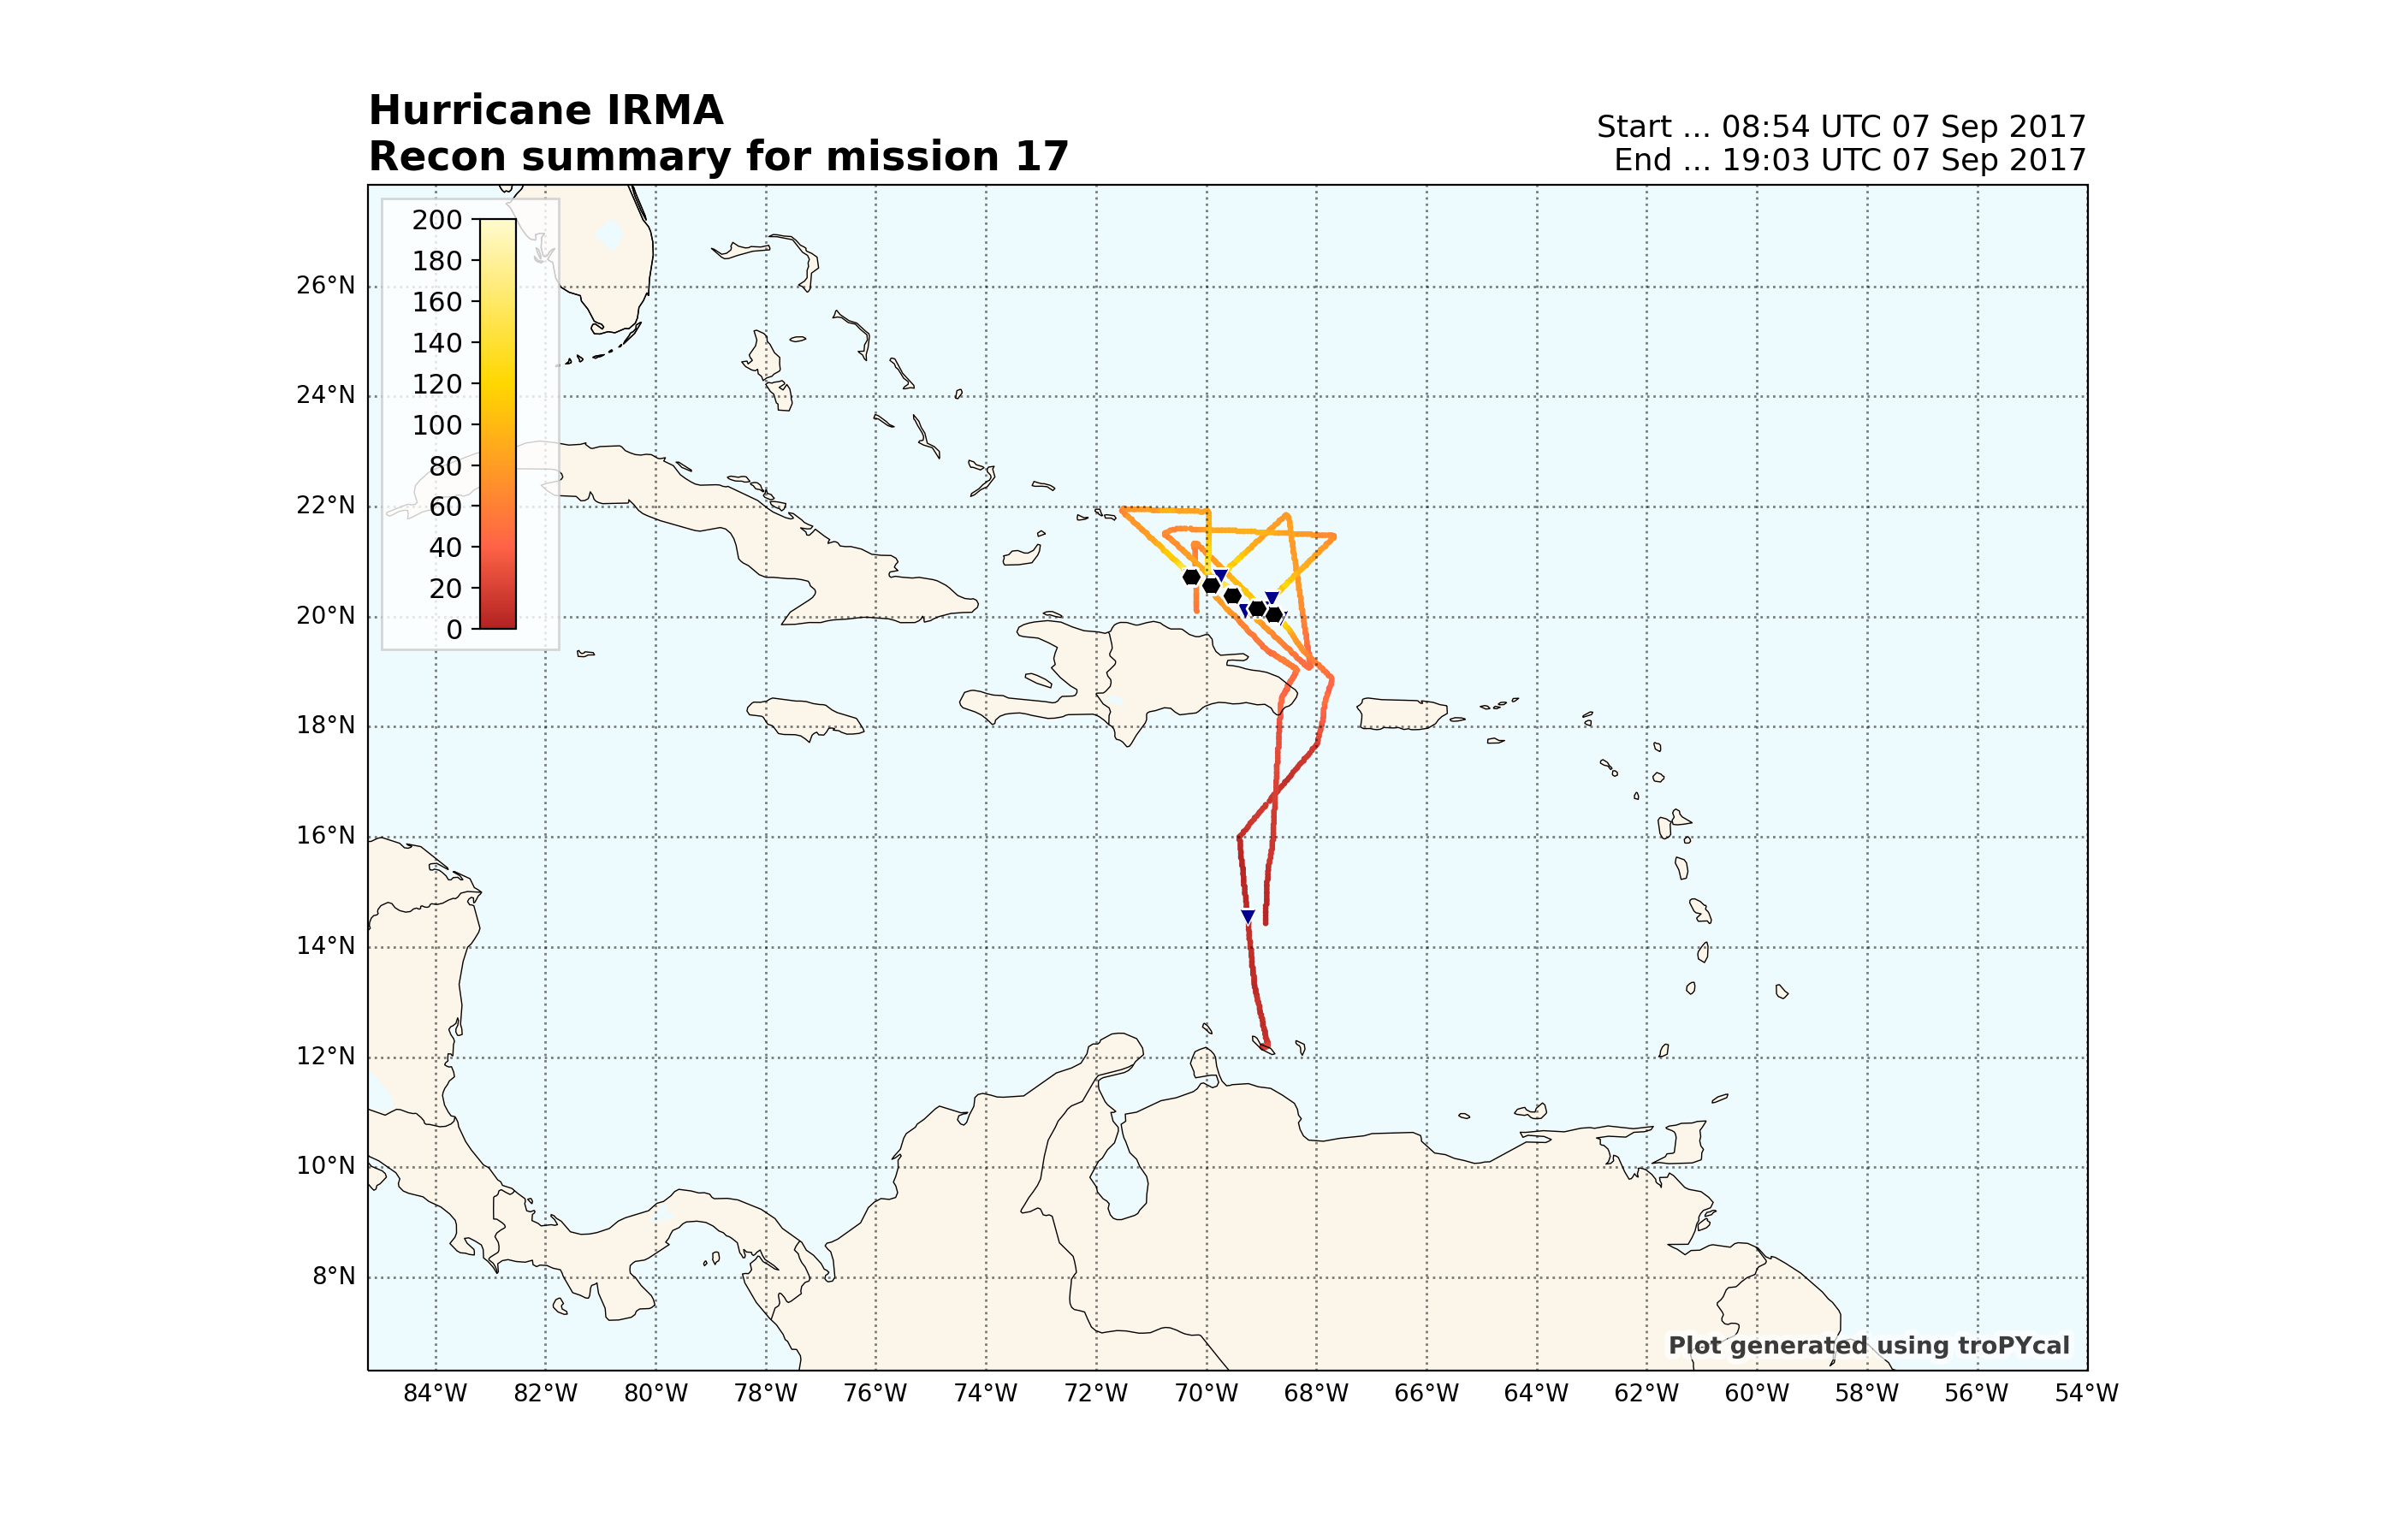 Hurricane IRMA
Recon summary for mission 17
Start ... 08:54 UTC 07 Sep 2017
End ... 19:03 UTC 07 Sep 2017
200
180
160
140
120
100
80
60
40
20
0
26°N
24°N
22°N
20°N
18°N
16°N
14°N
12°N
10°N
8°N
Plot generated using troPYcal
84°W 82°W 80°W 78°W 76°W 74°W 72°W 70°W 68°W 66°W 64°W 62°W 60°W 58°W 56°W 54°W